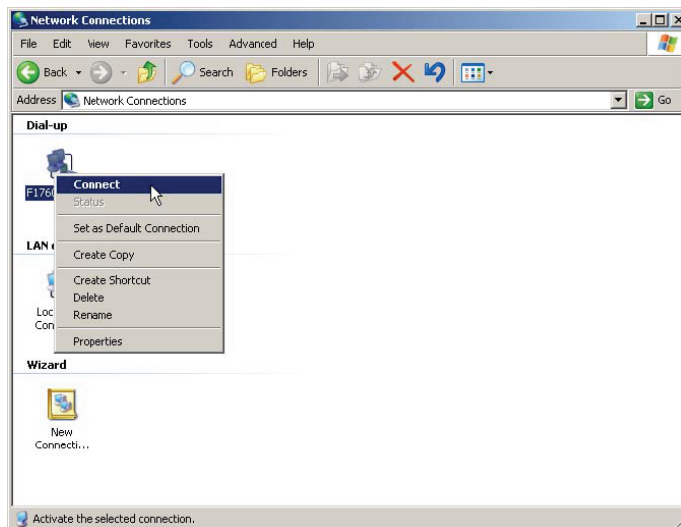 Network Connections
File Edit View Favorites Tools Advanced Help
Back Search Folders
Address Network Connections Go
Dial-up
F1760
Connect
Status
Set as Default Connection
LAN
Create Copy
Create Shortcut
Delete
Loc
Rename
Con
Properties
Wizard
New
Connecti...
Activate the selected connection.